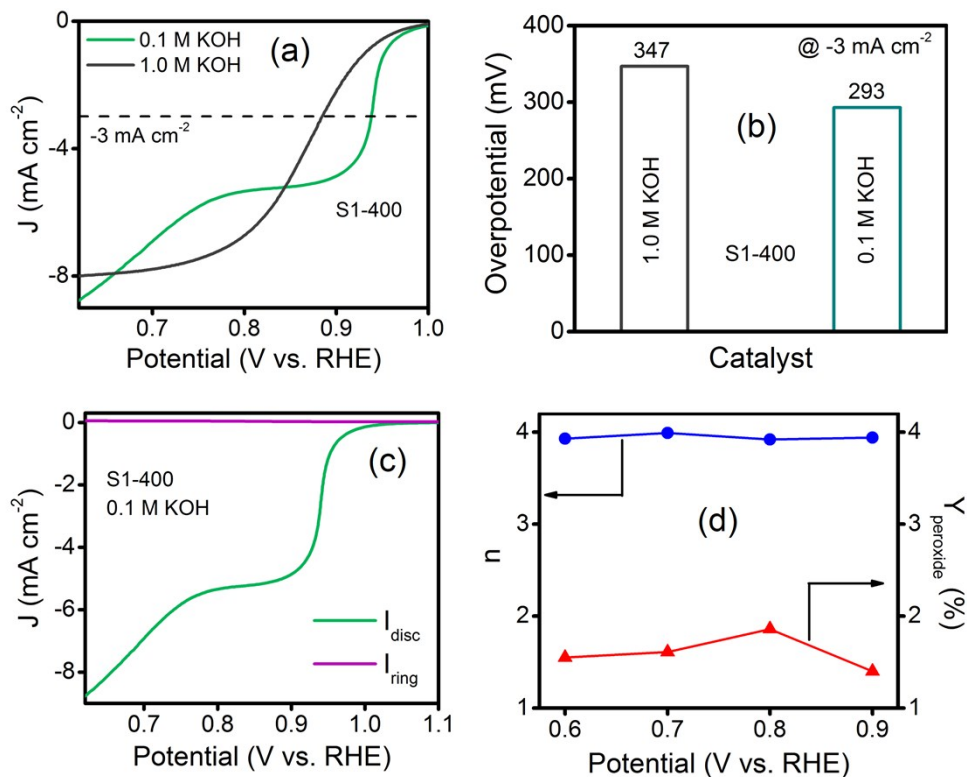 (a)
0.1 M KOH
1.0 M KOH
-3 mA cm⁻²
S1-400
0
-4
-8
J (mA cm⁻²)
0.7 0.8 0.9 1.0
Potential (V vs. RHE)
(b)
@ -3 mA cm⁻²
347
293
1.0 M KOH
S1-400
0.1 M KOH
400
300
200
100
0
Overpotential (mV)
Catalyst
(c)
S1-400
0.1 M KOH
I disc
I ring
0
-2
-4
-6
-8
J (mA cm⁻²)
0.7 0.8 0.9 1.0 1.1
Potential (V vs. RHE)
(d)
4
3
2
1
n
4
3
2
1
Y peroxide (%)
0.6 0.7 0.8 0.9
Potential (V vs. RHE)